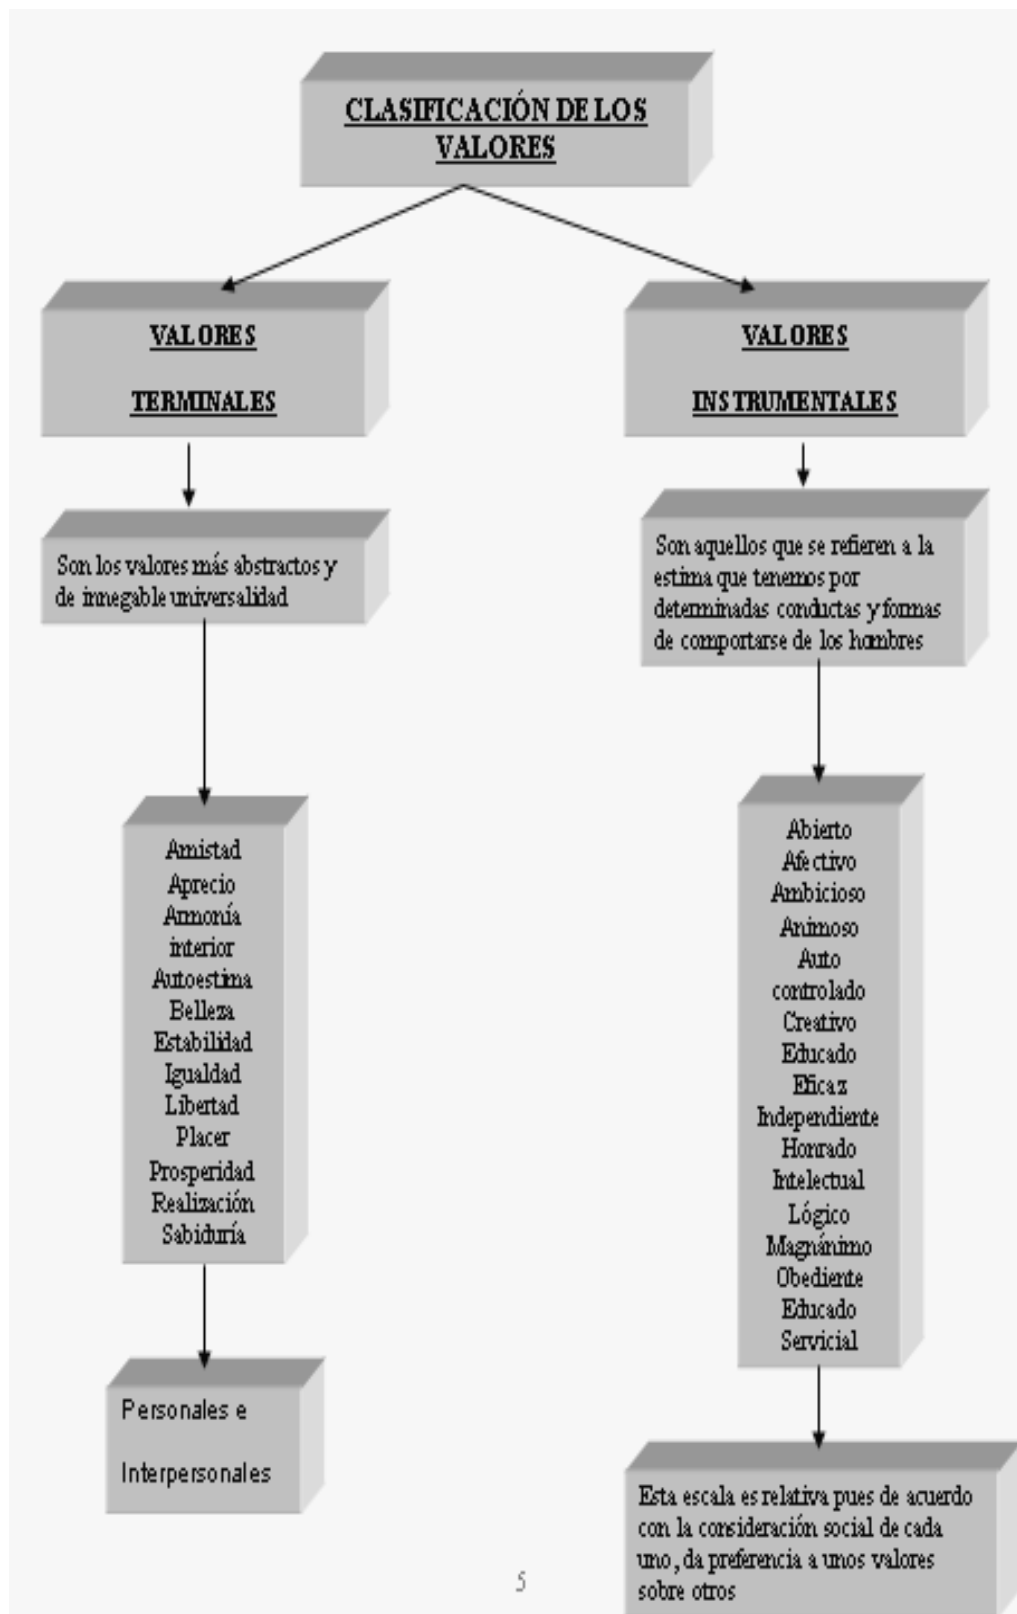 CLASIFICACIÓN DE LOS
VALORES
VALORES
TERMINALES
Son los valores más abstractos y
de innegable universalidad
Amistad
Aprecio
Armonía
interior
Autoestima
Belleza
Estabilidad
Igualdad
Libertad
Placer
Prosperidad
Realización
Sabiduría
Personales e
Interpersonales
VALORES
INSTRUMENTALES
Son aquellos que se refieren a la
estima que tenemos por
determinadas conductas y formas
de comportarse de los hombres
Abierto
Afectivo
Ambicioso
Animoso
Auto
controlado
Creativo
Educado
Eficaz
Independiente
Honrado
Intelectual
Lógico
Magnánimo
Obediente
Educado
Servicial
Esta escala es relativa pues de acuerdo
con la consideración social de cada
uno, da preferencia a unos valores
sobre otros
5